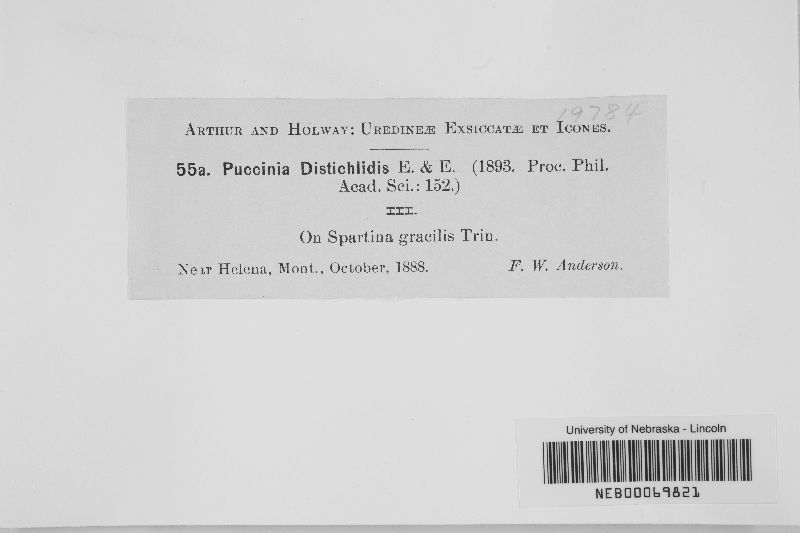 19784
ARTHUR AND HOLWAY: UREDINEÆ EXSICCATÆ ET ICONES.
55a. Puccinia Distichlidis E. & E. (1893. Proc. Phil.
Acad. Sci.: 152.)
III.
On Spartina gracilis Trin.
Near Helena, Mont., October, 1888. F. W. Anderson.
University of Nebraska - Lincoln
NEB00069821